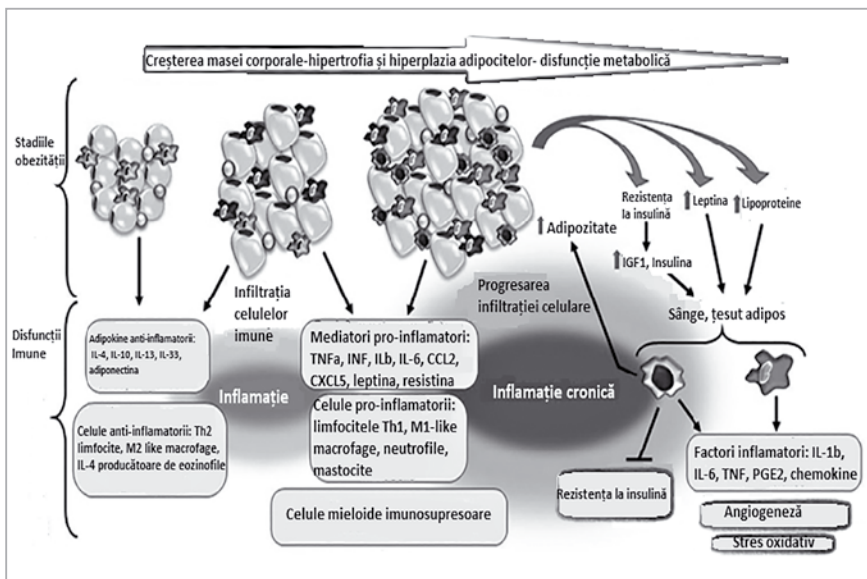 Creșterea masei corporale-hipertrofia și hiperplazia adipocitelor- disfuncție metabolică
Stadiile
obezității
Rezistența
la insulină
Leptina
Lipoproteine
Adipozitate
IGF1, Insulina
Infiltrația
celulelor
imune
Progresarea
infiltrației celulare
Sânge, țesut adipos
Disfuncții
Imune
Adipokine anti-inflamatorii:
IL-4, IL-10, IL-13, IL-33,
adiponectina
Mediatori pro-inflamatori:
TNFa, INF, ILb, IL-6, CCL2,
CXCL5, leptina, resistina
Inflamație
Inflamație cronică
Celule anti-inflamatorii: Th2
limfocite, M2 like macrofage,
IL-4 producătoare de eozinofile
Celule pro-inflamatorii:
limfocitele Th1, M1-like
macrofage, neutrofile,
mastocite
Factori inflamatori: IL-1b,
IL-6, TNF, PGE2, chemokine
Rezistența la insulină
Celule mieloide imunosupresoare
Angiogeneză
Stres oxidativ